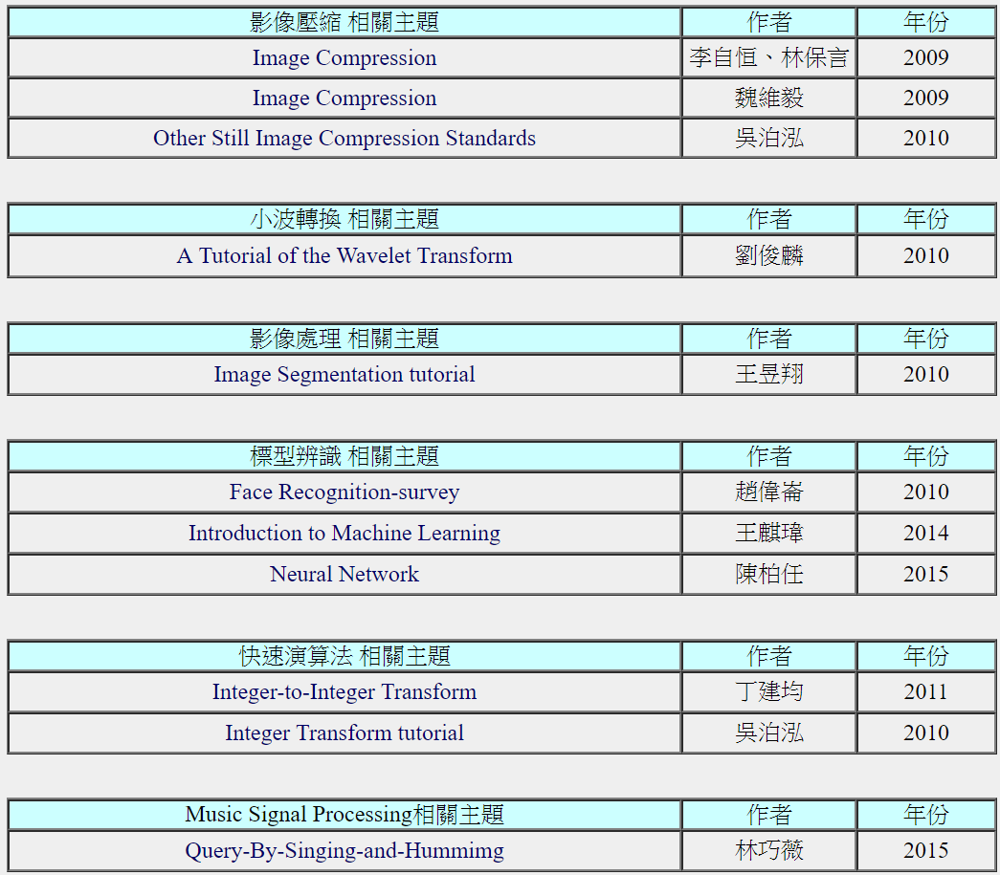 影像壓縮 相關主題 作者 年份
Image Compression 李自恒、林保言 2009
Image Compression 魏維毅 2009
Other Still Image Compression Standards 吳泊泓 2010
小波轉換 相關主題 作者 年份
A Tutorial of the Wavelet Transform 劉俊麟 2010
影像處理 相關主題 作者 年份
Image Segmentation tutorial 王昱翔 2010
標型辨識 相關主題 作者 年份
Face Recognition-survey 趙偉崙 2010
Introduction to Machine Learning 王麒瑋 2014
Neural Network 陳柏任 2015
快速演算法 相關主題 作者 年份
Integer-to-Integer Transform 丁建均 2011
Integer Transform tutorial 吳泊泓 2010
Music Signal Processing相關主題 作者 年份
Query-By-Singing-and-Hummimg 林巧薇 2015